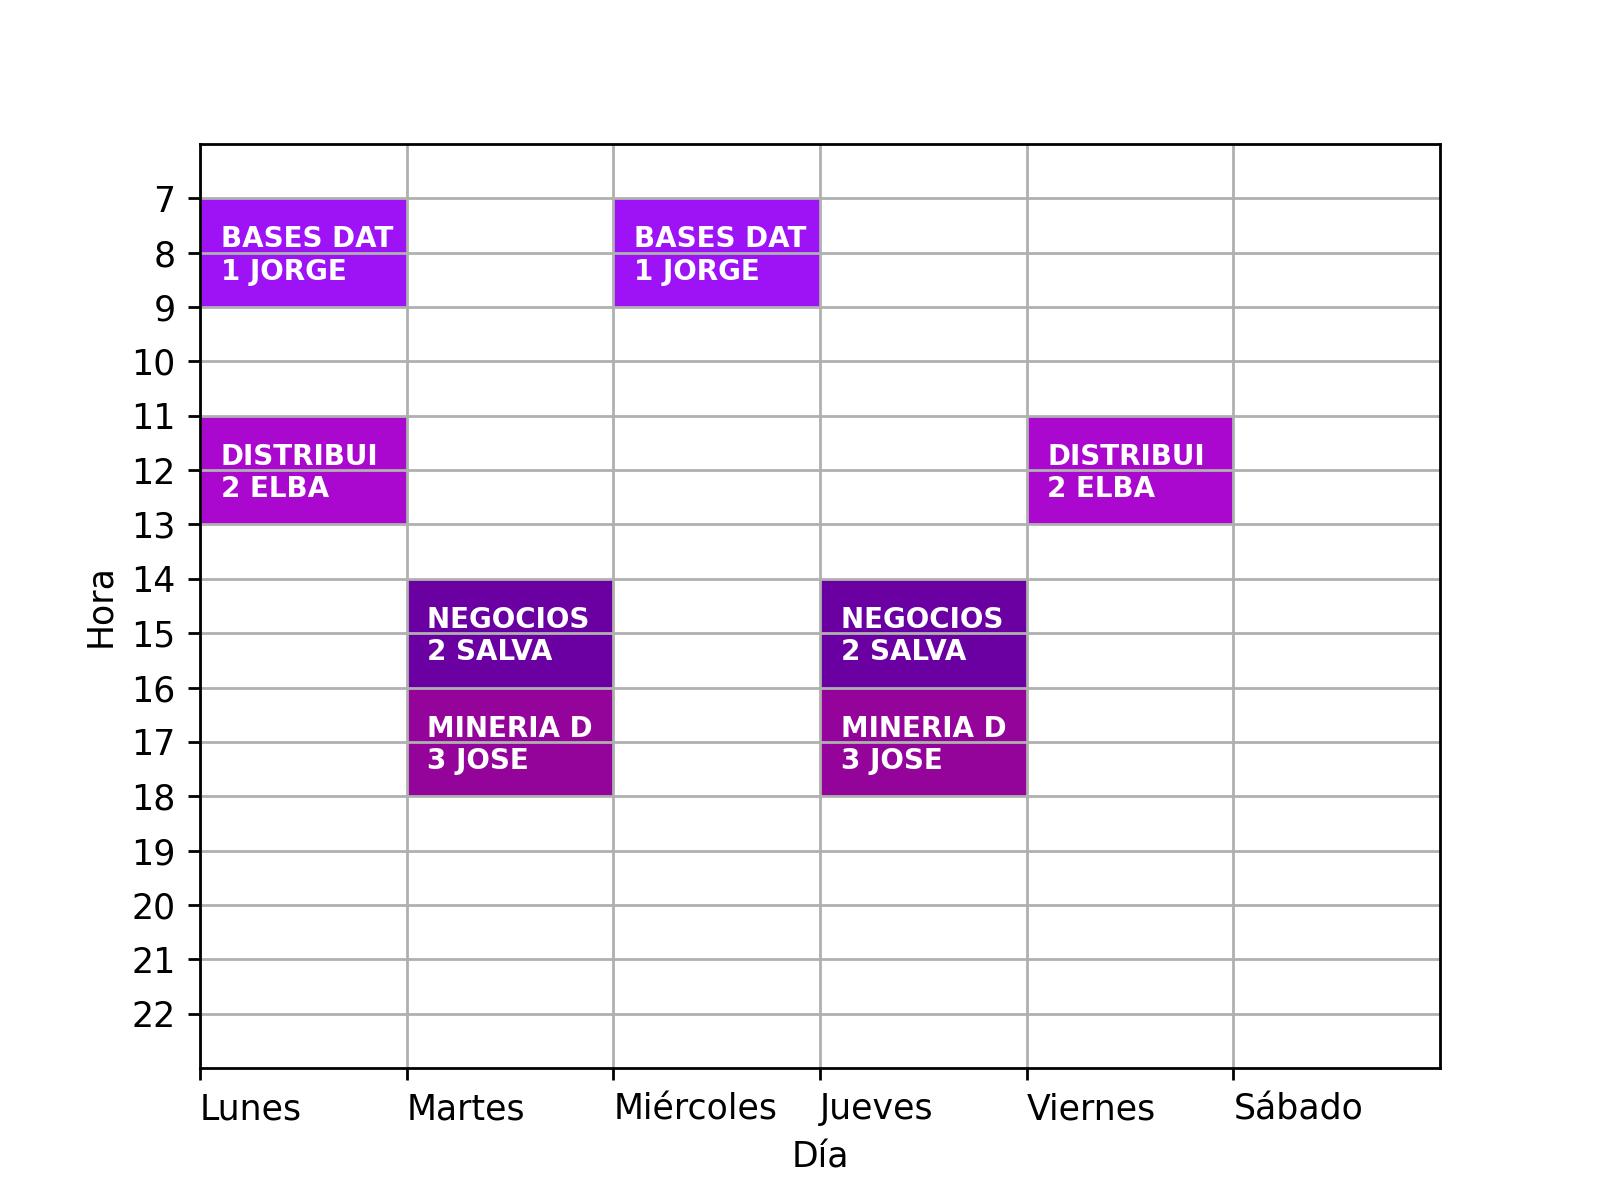 7
BASES DAT BASES DAT
8
1 JORGE 1 JORGE
9
10
11
DISTRIBUI DISTRIBUI
12
2 ELBA 2 ELBA
13
14
NEGOCIOS NEGOCIOS
15
2 SALVA 2 SALVA
16
MINERIA D MINERIA D
17
3 JOSE 3 JOSE
18
19
20
21
22
Hora
Lunes Martes Miércoles Jueves Viernes Sábado
Día